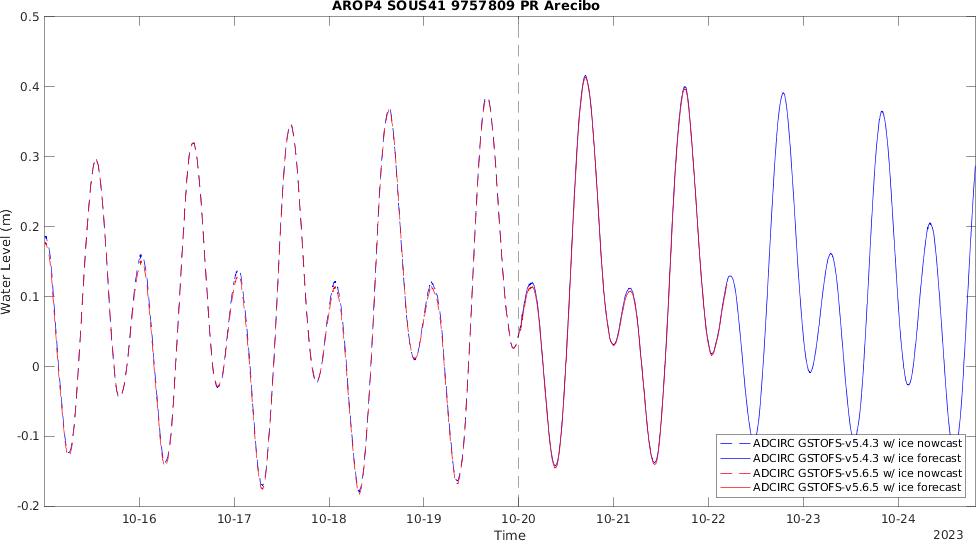 AROP4 SOUS41 9757809 PR Arecibo
0.5
0.4
0.3
0.2
0.1
0
-0.1
-0.2
Water Level (m)
ADCIRC GSTOFS-v5.4.3 w/ ice nowcast
ADCIRC GSTOFS-v5.4.3 w/ ice forecast
ADCIRC GSTOFS-v5.6.5 w/ ice nowcast
ADCIRC GSTOFS-v5.6.5 w/ ice forecast
10-16 10-17 10-18 10-19 10-20 10-21 10-22 10-23 10-24
Time
2023